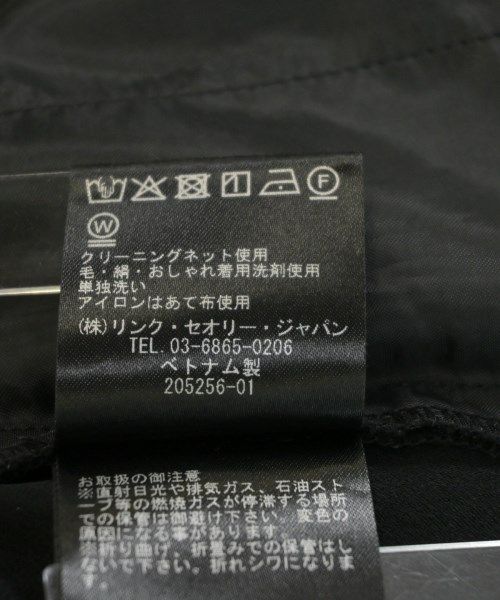 F
W
クリーニングネット使用
毛・絹・おしゃれ着用洗剤使用
単独洗い
アイロンはあて布使用
(株)リンク・セオリー・ジャパン
TEL. 03-6865-0206
ベトナム製
205256-01
お取扱の御注意
※直射日光や排気ガス、石油スト
ーブ等の燃焼ガスが停滞する場所
での保管は御避け下さい。変色の
原因になる事があります。
※折り曲げ、折畳みでの保管はし
ないで下さい。折れシワになりま
す。